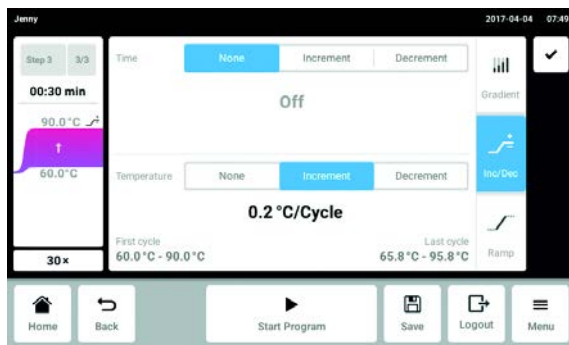 Jenny 2017-04-04 07:49
Step 3 3/3
00:30 min
90.0°C
60.0°C
30×
Time None Increment Decrement
Off
Temperature None Increment Decrement
0.2 °C/Cycle
First cycle Last cycle
60.0°C - 90.0°C 65.8°C - 95.8°C
Gradient
Inc/Dec
Ramp
Home Back Start Program Save Logout Menu